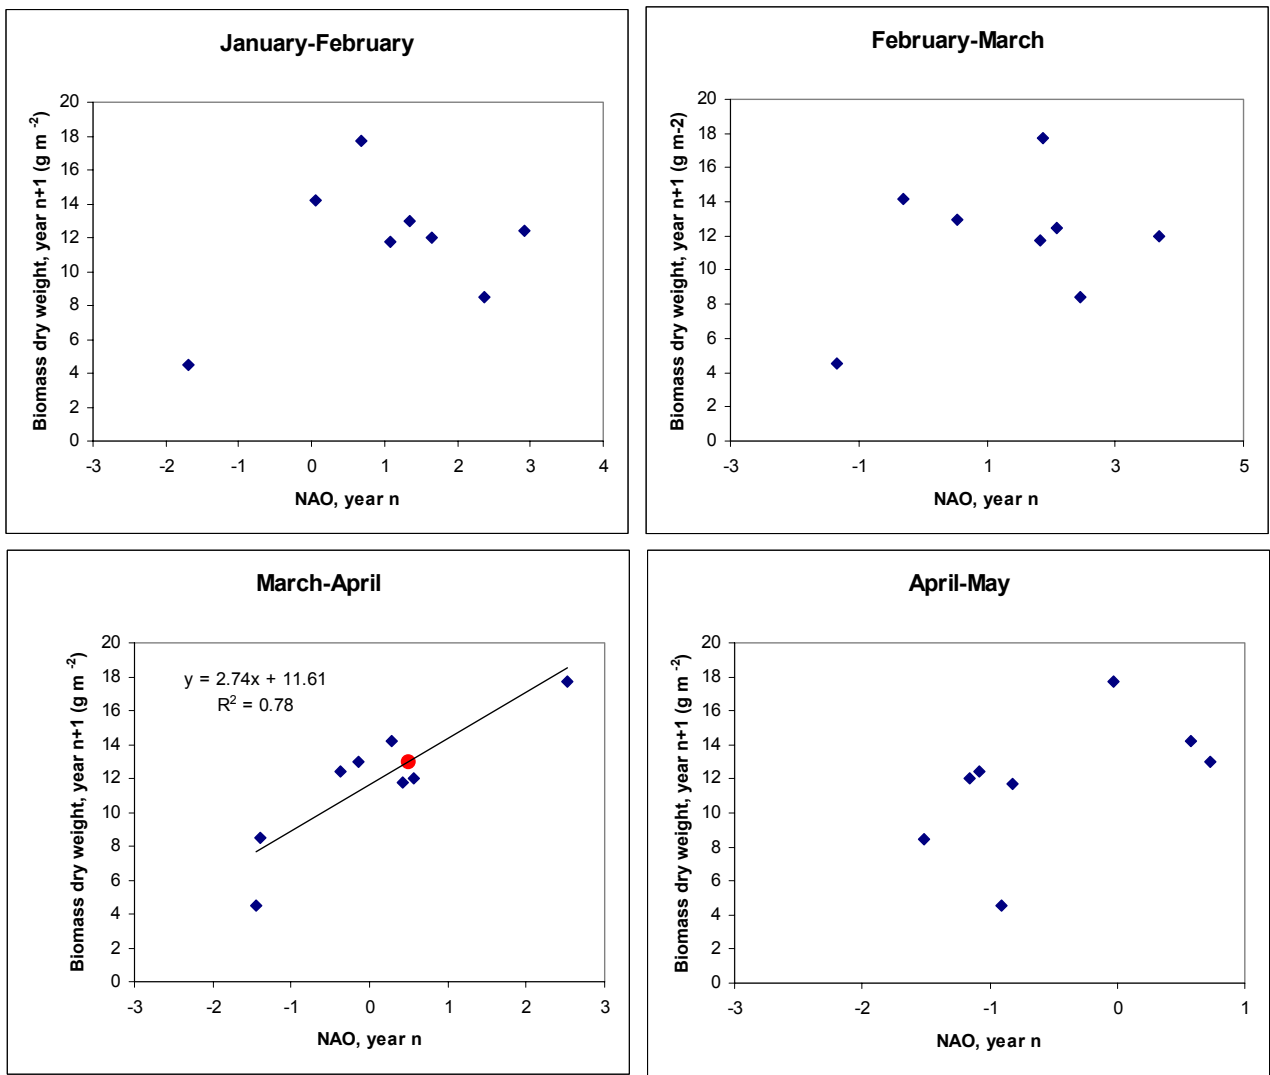 January-February
Biomass dry weight, year n+1 (g m -2)
20
18
16
14
12
10
8
6
4
2
0
-3 -2 -1 0 1 2 3 4
NAO, year n
February-March
Biomass dry weight, year n+1 (g m-2)
20
18
16
14
12
10
8
6
4
2
0
-3 -1 1 3 5
NAO, year n
March-April
Biomass dry weight, year n+1 (g m -2)
20
18
16
14
12
10
8
6
4
2
0
y = 2.74x + 11.61
R2 = 0.78
-3 -2 -1 0 1 2 3
NAO, year n
April-May
Biomass dry weight, year n+1 (g m -2)
20
18
16
14
12
10
8
6
4
2
0
-3 -2 -1 0 1
NAO, year n